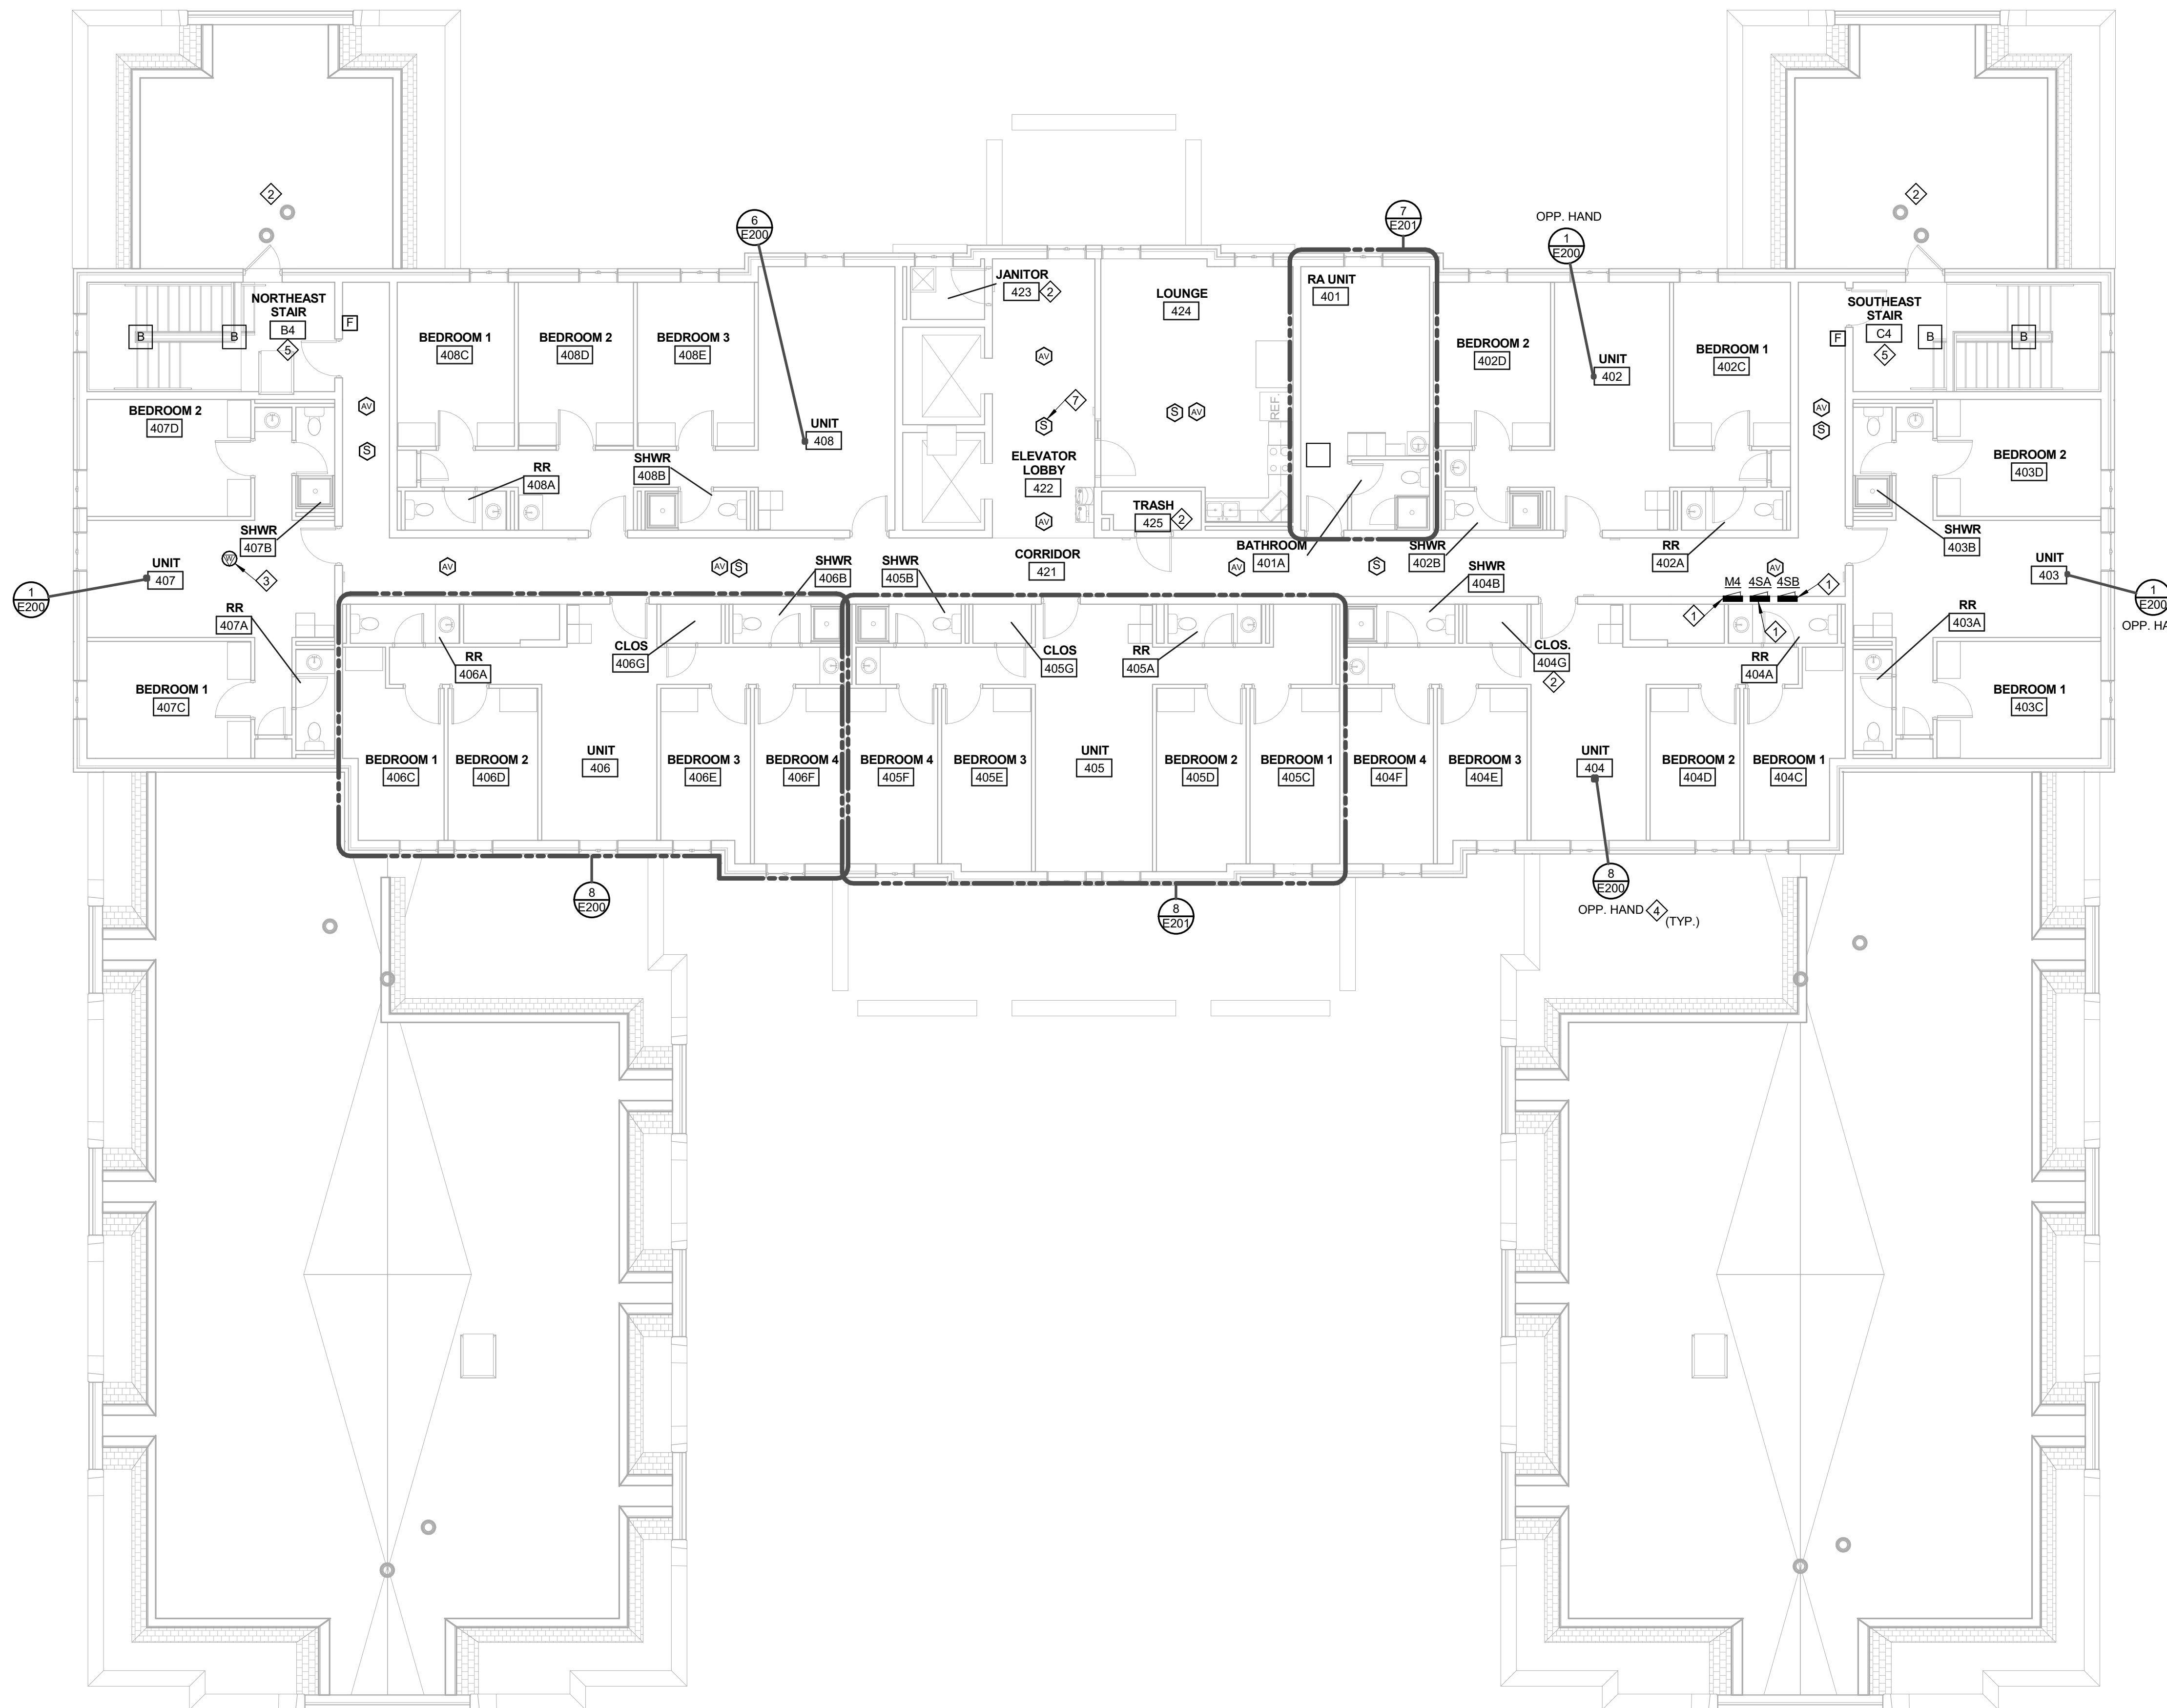 2
2
6
E200
7
E201
OPP. HAND
1
E200
NORTHEAST
STAIR
B4
5
B
B
F
BEDROOM 1
408C
BEDROOM 2
408D
BEDROOM 3
408E
UNIT
408
JANITOR
423
2
LOUNGE
424
RA UNIT
401
BEDROOM 2
402D
UNIT
402
BEDROOM 1
402C
SOUTHEAST
STAIR
C4
5
F
B
B
AV
AV
S
7
S
AV
REF.
ELEVATOR
LOBBY
422
AV
TRASH
425
2
AV
S
AV
S
BEDROOM 2
407D
SHWR
407B
RR
408A
SHWR
408B
BATHROOM
401A
SHWR
402B
RR
402A
BEDROOM 2
403D
SHWR
403B
UNIT
407
W
3
1
E200
RR
407A
BEDROOM 1
407C
AV
AV
S
SHWR
406B
SHWR
405B
CORRIDOR
421
AV
S
SHWR
404B
AV
M4
4SA
4SB
1
1
1
UNIT
403
1
E200
OPP. HA
RR
403A
BEDROOM 1
403C
RR
406A
CLOS
406G
CLOS
405G
RR
405A
CLOS.
404G
2
RR
404A
BEDROOM 1
406C
BEDROOM 2
406D
UNIT
406
BEDROOM 3
406E
BEDROOM 4
406F
BEDROOM 4
405F
BEDROOM 3
405E
UNIT
405
BEDROOM 2
405D
BEDROOM 1
405C
BEDROOM 4
404F
BEDROOM 3
404E
UNIT
404
BEDROOM 2
404D
BEDROOM 1
404C
8
E200
8
E201
8
E200
OPP. HAND 4 (TYP.)